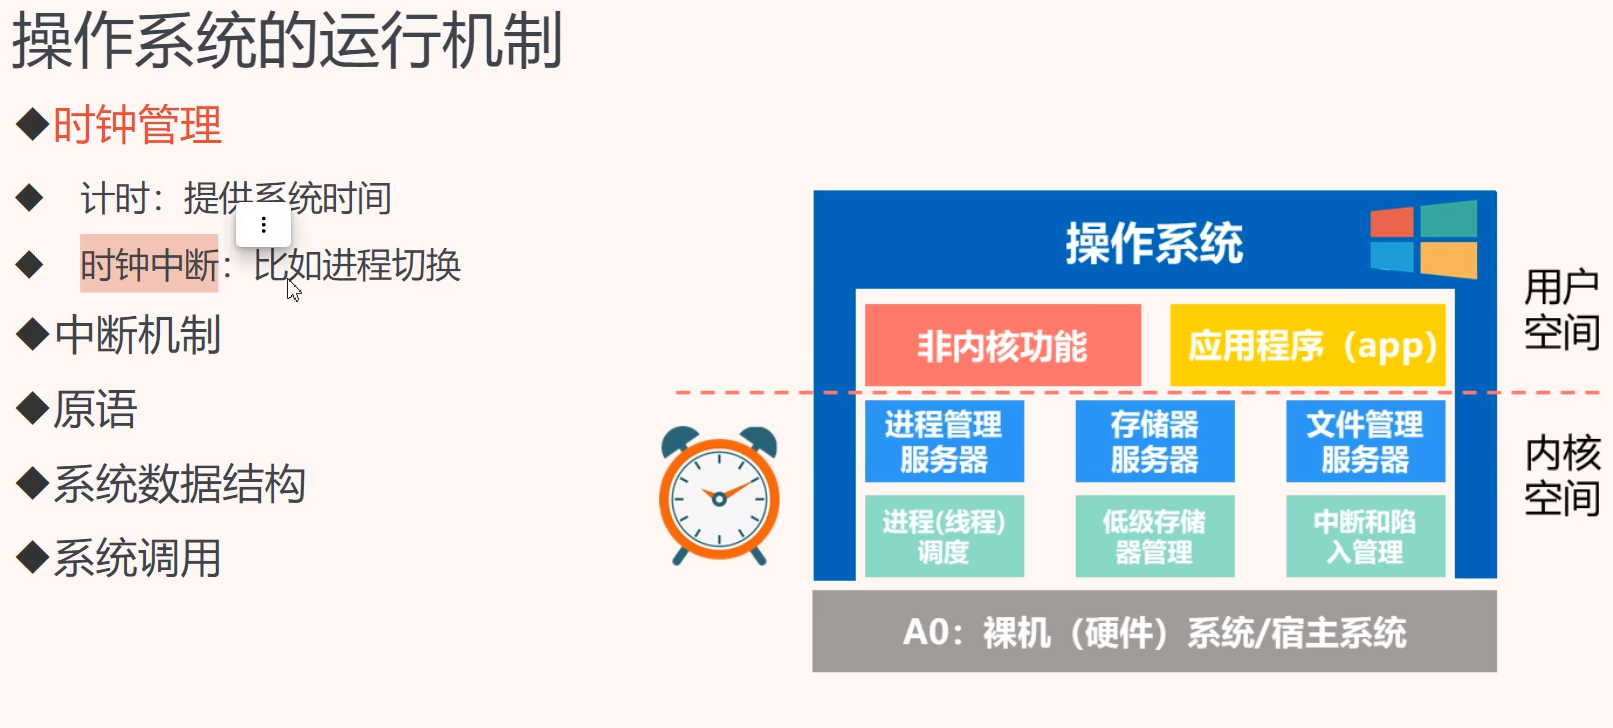 操作系统的运行机制
◆时钟管理
◆ 计时：提供系统时间
◆ 时钟中断：比如进程切换
◆中断机制
◆原语
◆系统数据结构
◆系统调用
操作系统
非内核功能
应用程序（app）
用户
空间
进程管理
服务器
存储器
服务器
文件管理
服务器
进程(线程)
调度
低级存储
器管理
中断和陷
入管理
内核
空间
A0：裸机（硬件）系统/宿主系统